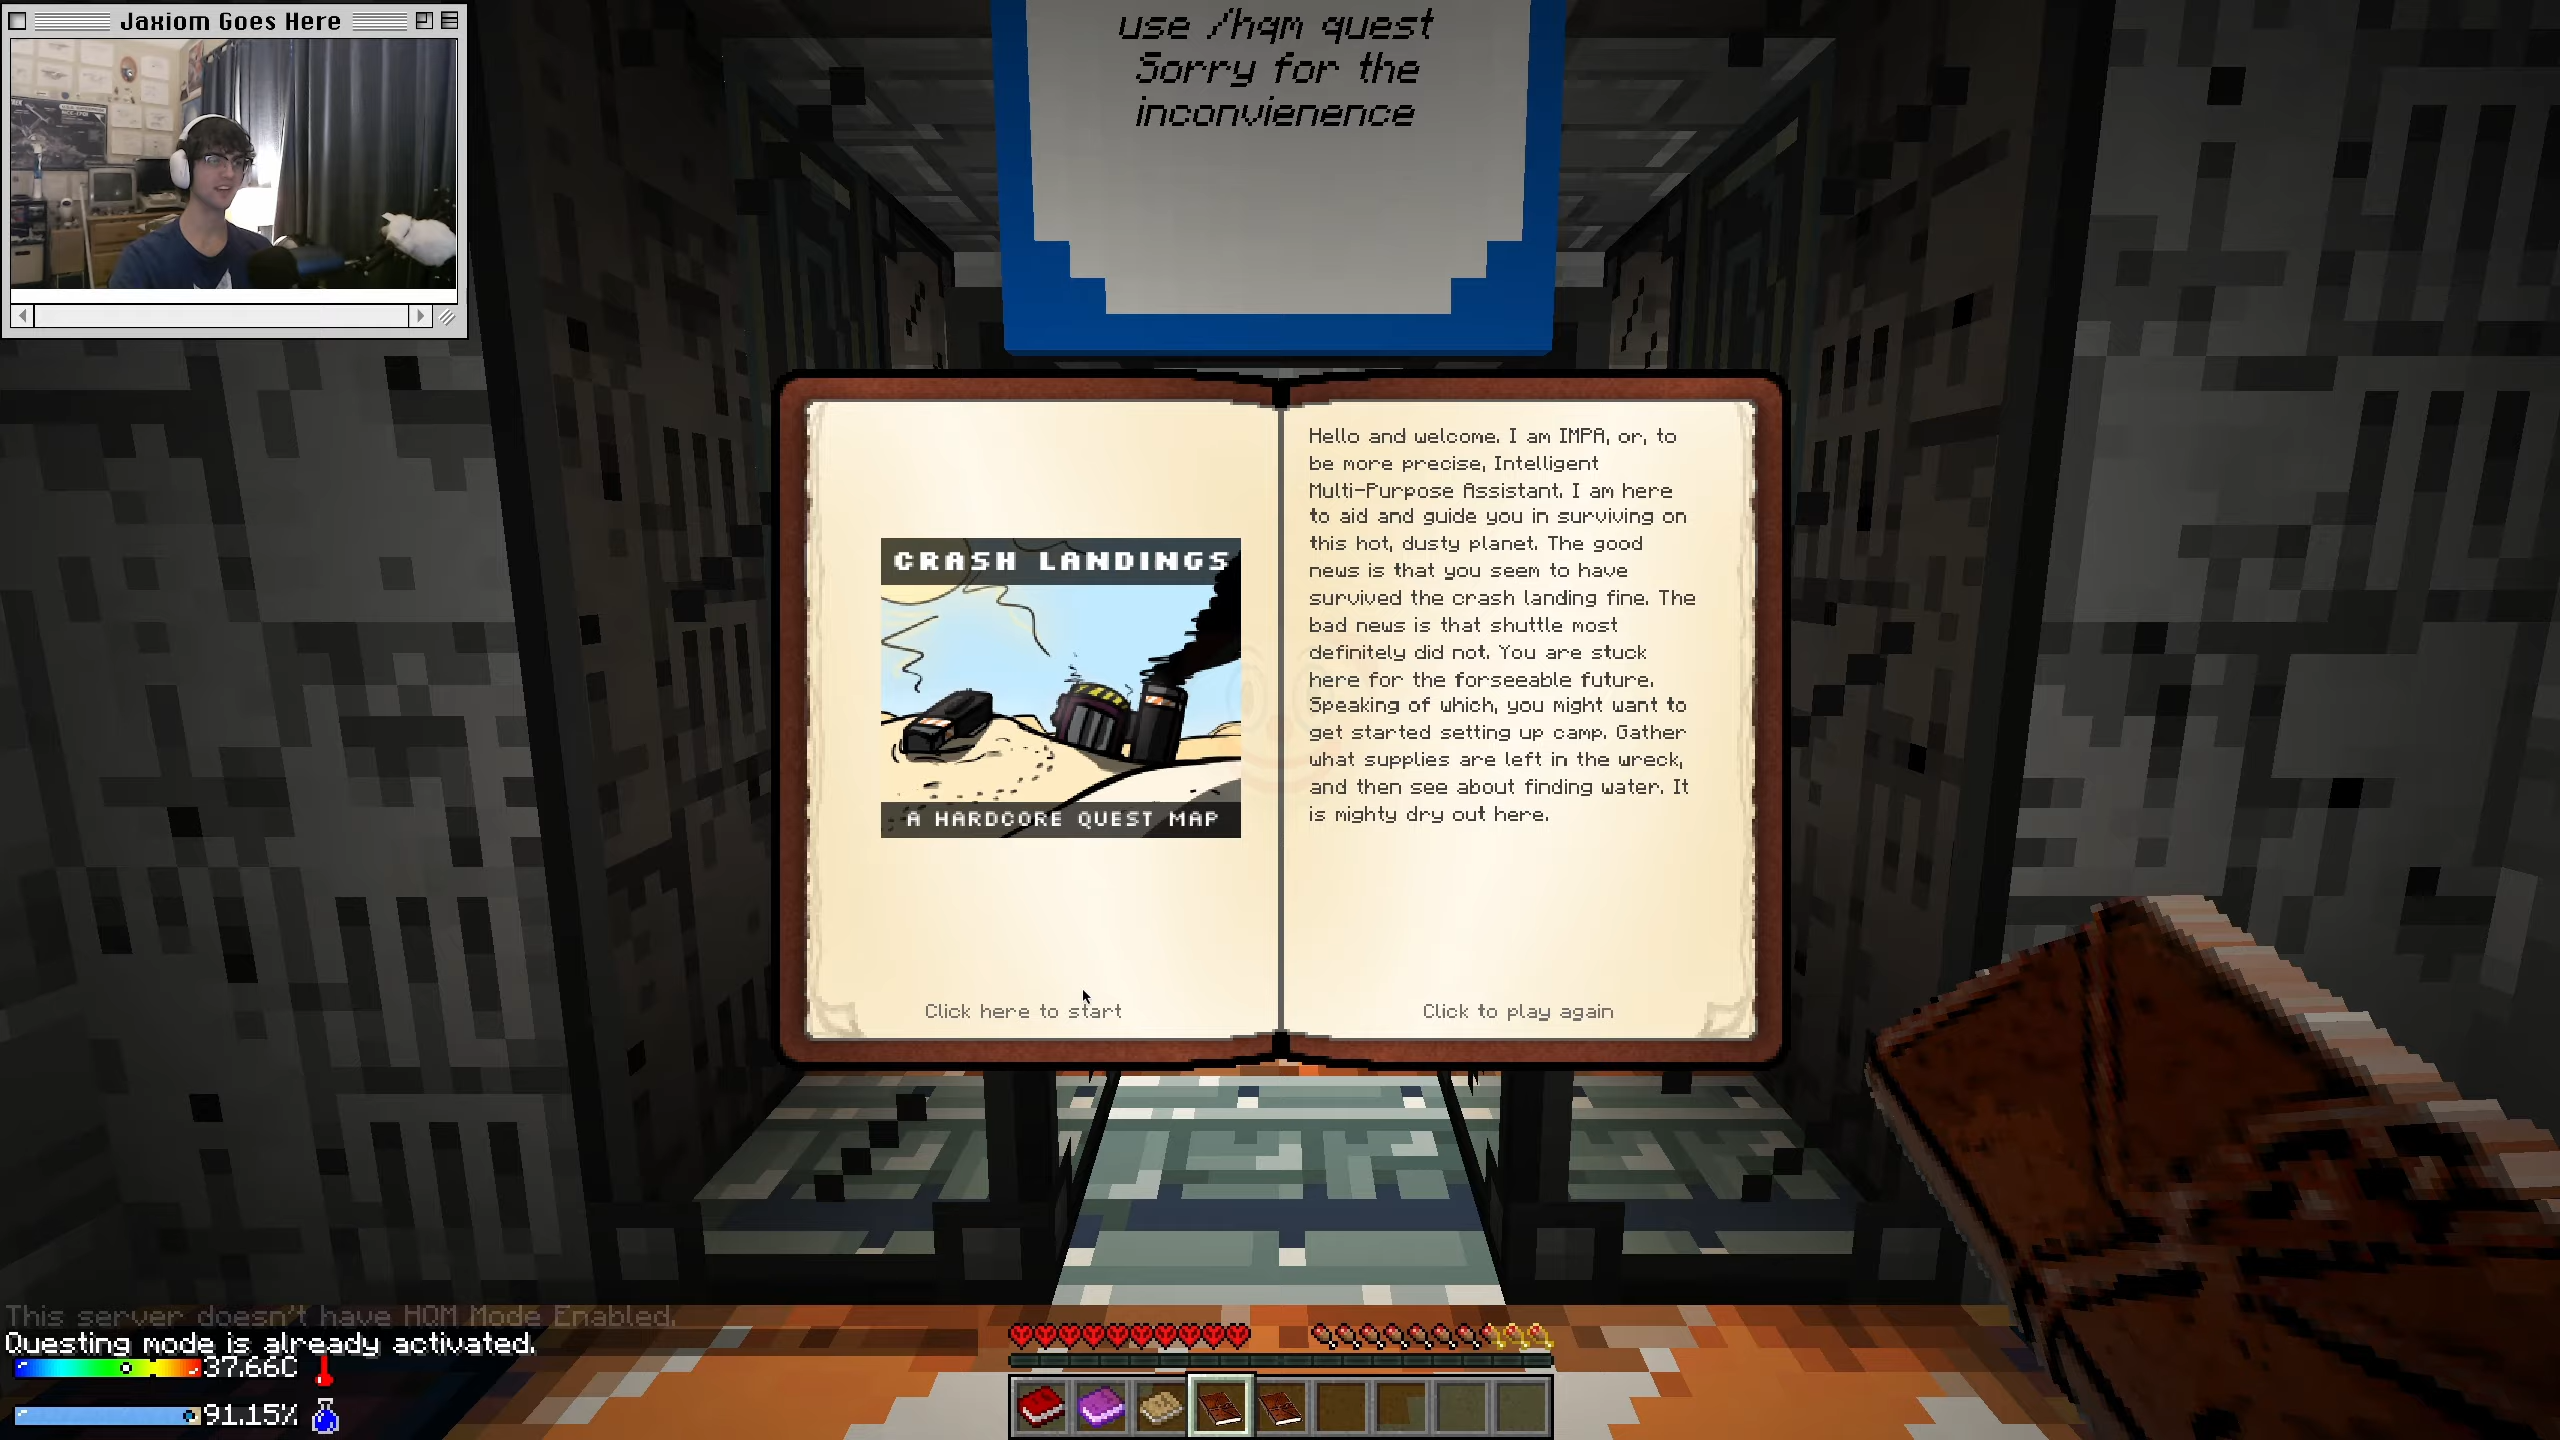 Jaxiom Goes Here
use /hqm quest
Sorry for the
inconvienence
CRASH LANDINGS
A HARDCORE QUEST MAP
Click here to start
Hello and welcome. I am IMPA, or, to
be more precise, Intelligent
Multi-Purpose Assistant. I am here
to aid and guide you in surviving on
this hot, dusty planet. The good
news is that you seem to have
survived the crash landing fine. The
bad news is that shuttle most
definitely did not. You are stuck
here for the forseeable future.
Speaking of which, you might want to
get started setting up camp. Gather
what supplies are left in the wreck,
and then see about finding water. It
is mighty dry out here.
Click to play again
This server doesn't have HQM Mode Enabled.
Questing mode is already activated.
37.66C
91.15%